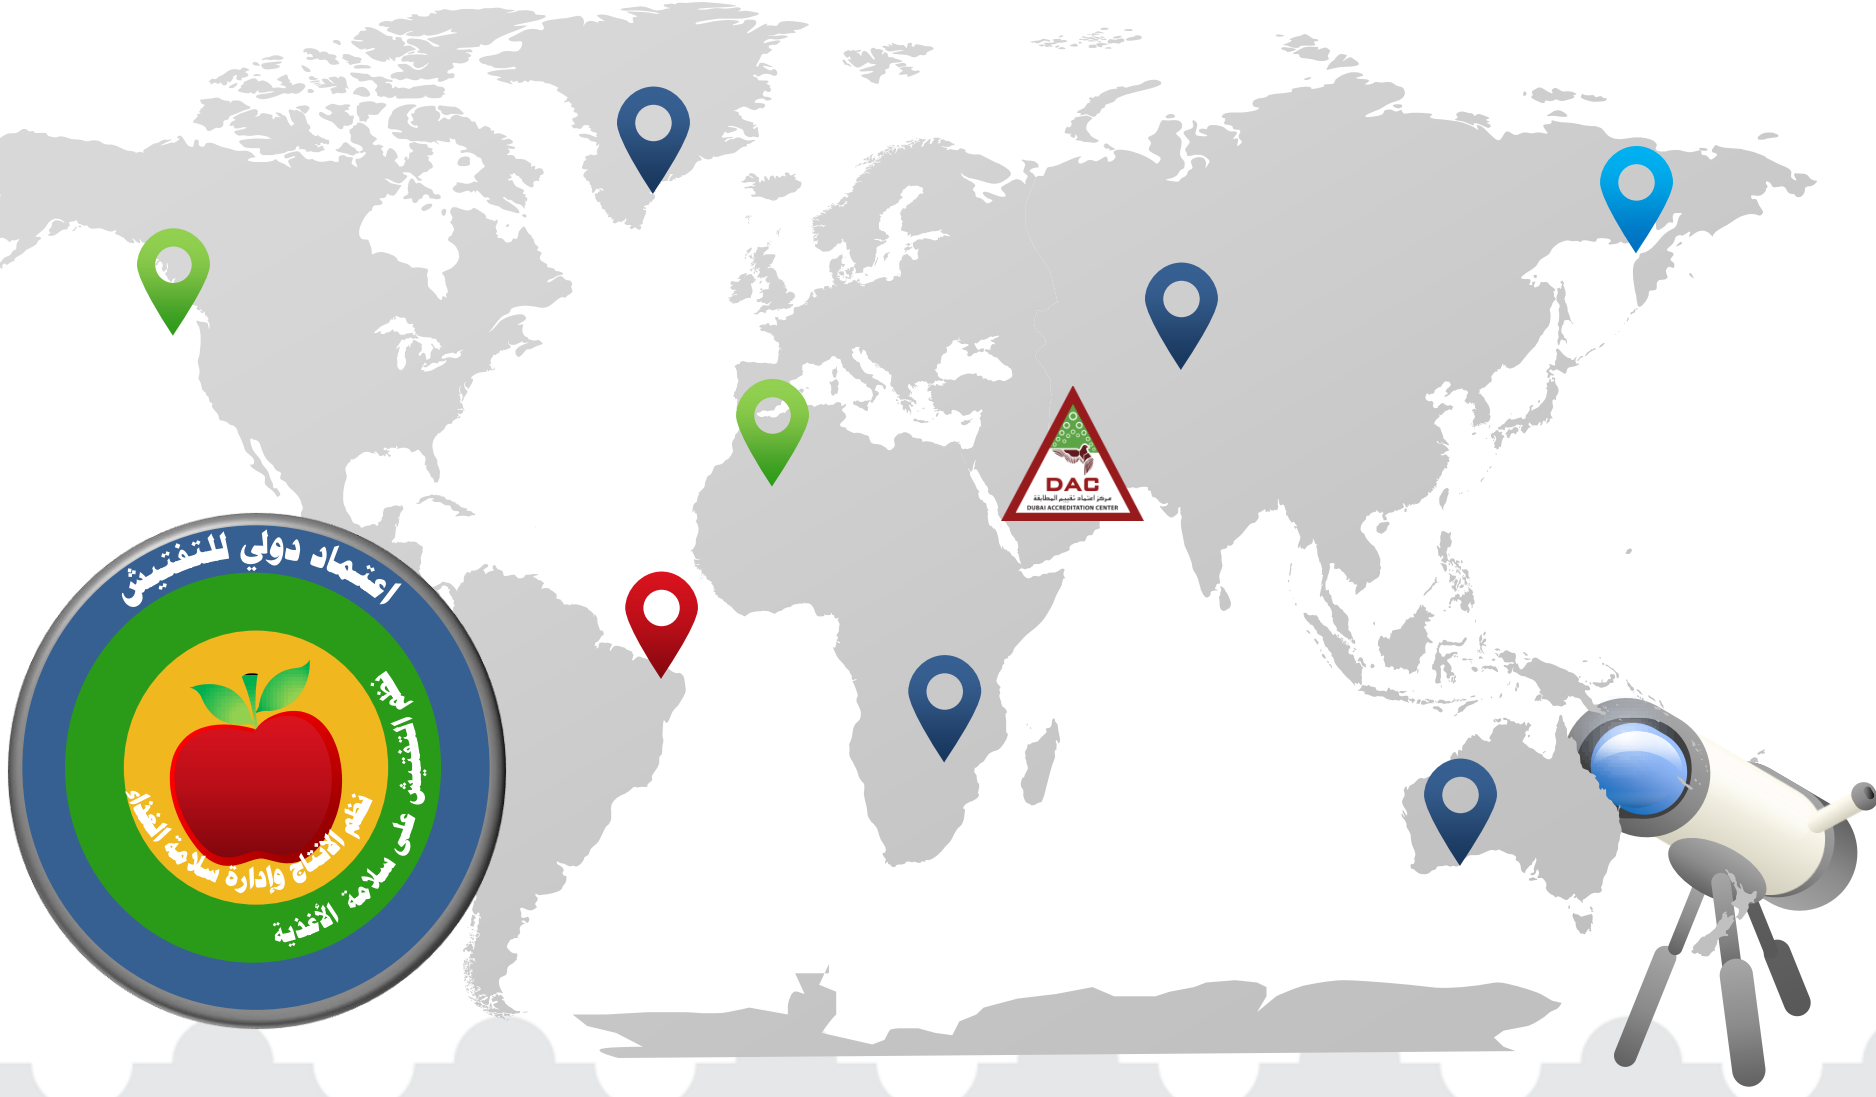 اعتماد دولي للتفتيش
التفتيش على سلامة الأغذية
نظم الانتاج وإدارة سلامة الغذاء
DAC
مركز اعتماد تقييم المطابقة
DUBAI ACCREDITATION CENTER